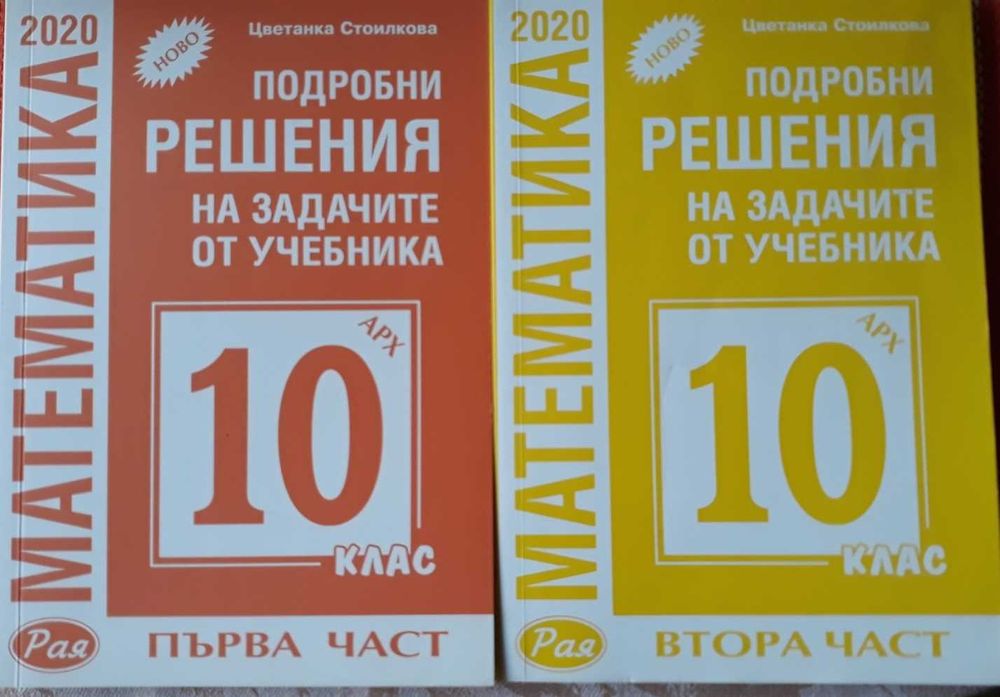 2020
Цветанка Стоилкова
НОВО
МАТЕМАТИКА
ПОДРОБНИ
РЕШЕНИЯ
НА ЗАДАЧИТЕ
ОТ УЧЕБНИКА
АРХ
10
КЛАС
Рая
ПЪРВА ЧАСТ
2020
Цветанка Стоилкова
НОВО
МАТЕМАТИКА
ПОДРОБНИ
РЕШЕНИЯ
НА ЗАДАЧИТЕ
ОТ УЧЕБНИКА
АРХ
10
КЛАС
Рая
ВТОРА ЧАСТ